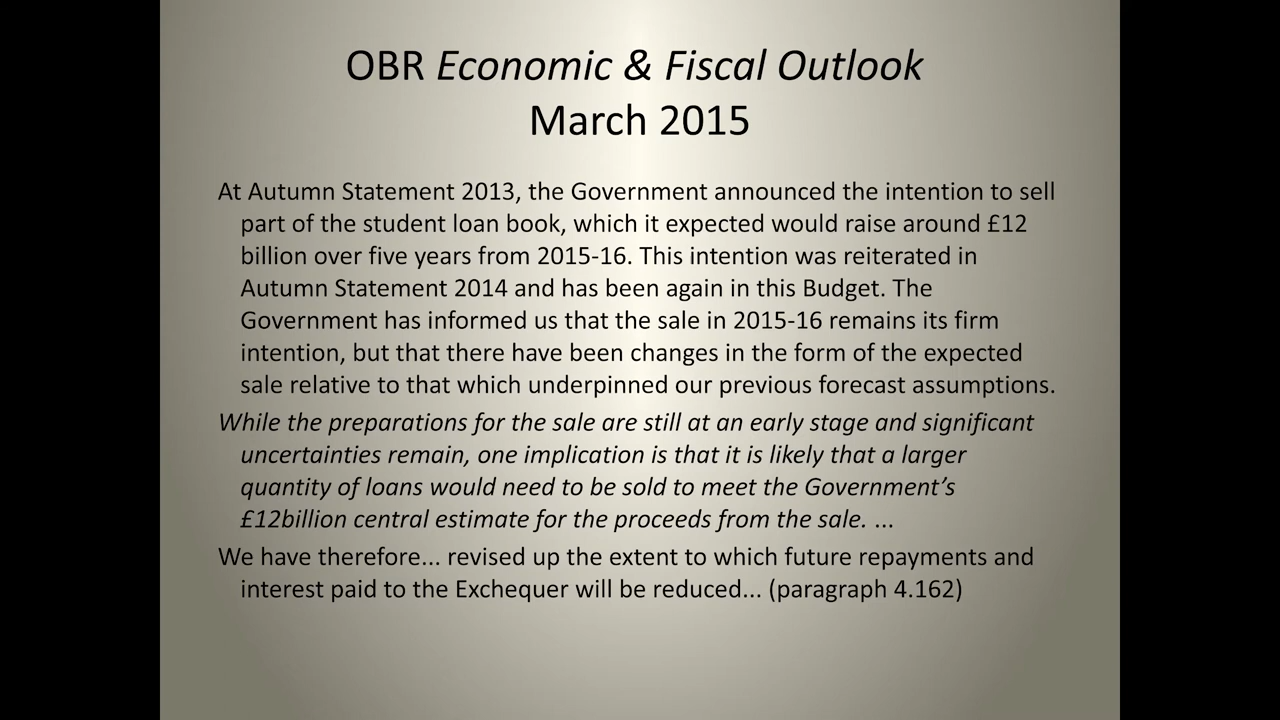 OBR Economic & Fiscal Outlook
March 2015
At Autumn Statement 2013, the Government announced the intention to sell
part of the student loan book, which it expected would raise around £12
billion over five years from 2015-16. This intention was reiterated in
Autumn Statement 2014 and has been again in this Budget. The
Government has informed us that the sale in 2015-16 remains its firm
intention, but that there have been changes in the form of the expected
sale relative to that which underpinned our previous forecast assumptions.
While the preparations for the sale are still at an early stage and significant
uncertainties remain, one implication is that it is likely that a larger
quantity of loans would need to be sold to meet the Government’s
£12billion central estimate for the proceeds from the sale. ...
We have therefore... revised up the extent to which future repayments and
interest paid to the Exchequer will be reduced... (paragraph 4.162)